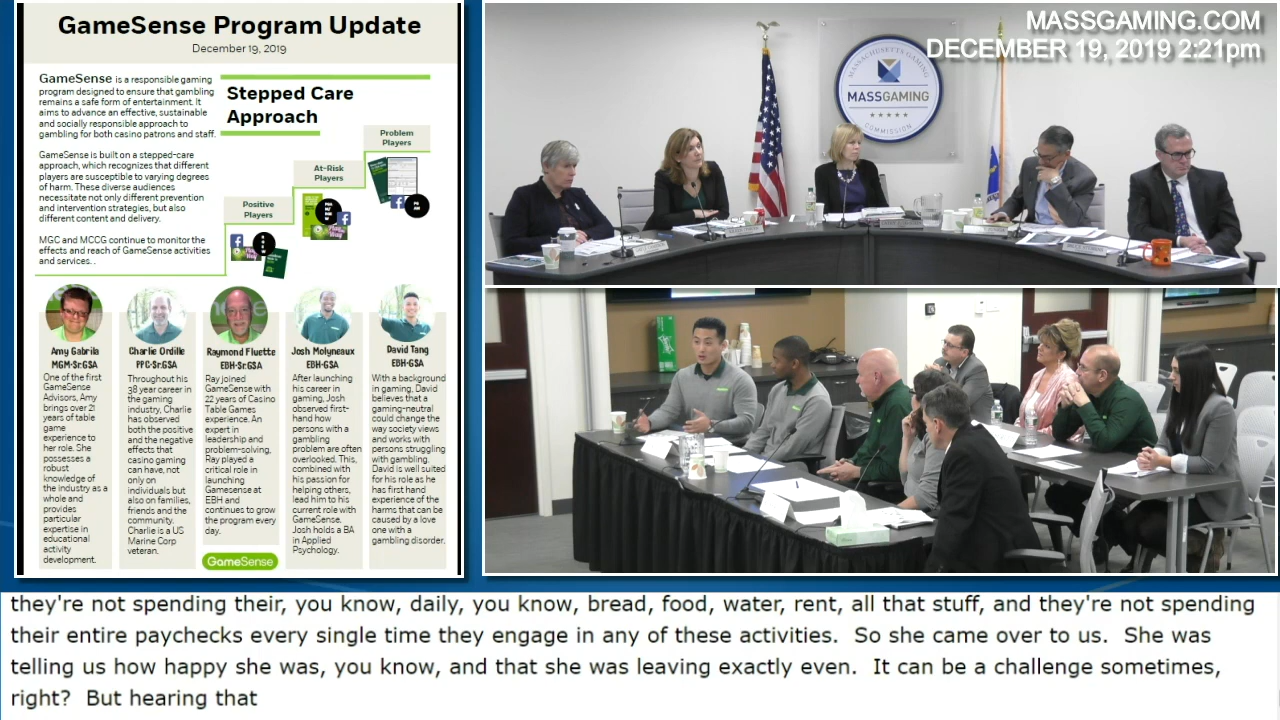 GameSense Program Update
December 19, 2019
GameSense is a responsible gaming
program designed to ensure that gambling
remains a safe form of entertainment. It
aims to advance an effective, sustainable
and socially responsible approach to
gambling for both casino patrons and staff.
GameSense is built on a stepped-care
approach, which recognizes that different
players are susceptible to varying degrees
of harm. These diverse audiences
necessitate not only different prevention
and intervention strategies, but also
different content and delivery.
MGC and MCCG continue to monitor the
effects and reach of GameSense activities
and services. .
Stepped Care
Approach
Problem
Players
At-Risk
Players
Positive
Players
Amy Gabrila
MGM-Sr.GSA
One of the first
GameSense
Advisors, Amy
brings over 21
years of table
game
experience to
her role. She
possesses a
robust
knowledge of
the industry as a
whole and
provides
particular
expertise in
educational
activity
development.
Charlie Ordille
PPC-Sr.GSA
Throughout his
38 year career in
the gaming
industry, Charlie
has observed
both the positive
and the negative
effects that
casino gaming
can have, not
only on
individuals but
also on families,
friends and the
community.
Charlie is a US
Marine Corp
veteran.
Raymond Fluette
EBH-Sr.GSA
Ray joined
GameSense with
22 years of Casino
Table Games
experience. An
expert in
leadership and
problem-solving,
Ray played a
critical role in
launching
Gamesense at
EBH and
continues to grow
the program every
day.
GameSense
Josh Molyneaux
EBH-GSA
After launching
his career in
gaming, Josh
observed first-
hand how
persons with a
gambling
problem are often
overlooked. This,
combined with
his passion for
helping others,
lead him to his
current role with
GameSense.
Josh holds a BA
in Applied
Psychology.
David Tang
EBH-GSA
With a background
in gaming, David
believes that a
gaming-neutral
could change the
way society views
and works with
persons struggling
with gambling.
David is well suited
for his role as he
has first hand
experience of the
harms that can be
caused by a love
one with a
gambling disorder.
MASSGAMING.COM
DECEMBER 19, 2019 2:21pm
MASSACHUSETTS GAMING
MASSGAMING
COMMISSION
they're not spending their, you know, daily, you know, bread, food, water, rent, all that stuff, and they're not spending
their entire paychecks every single time they engage in any of these activities.  So she came over to us.  She was
telling us how happy she was, you know, and that she was leaving exactly even.  It can be a challenge sometimes,
right?  But hearing that